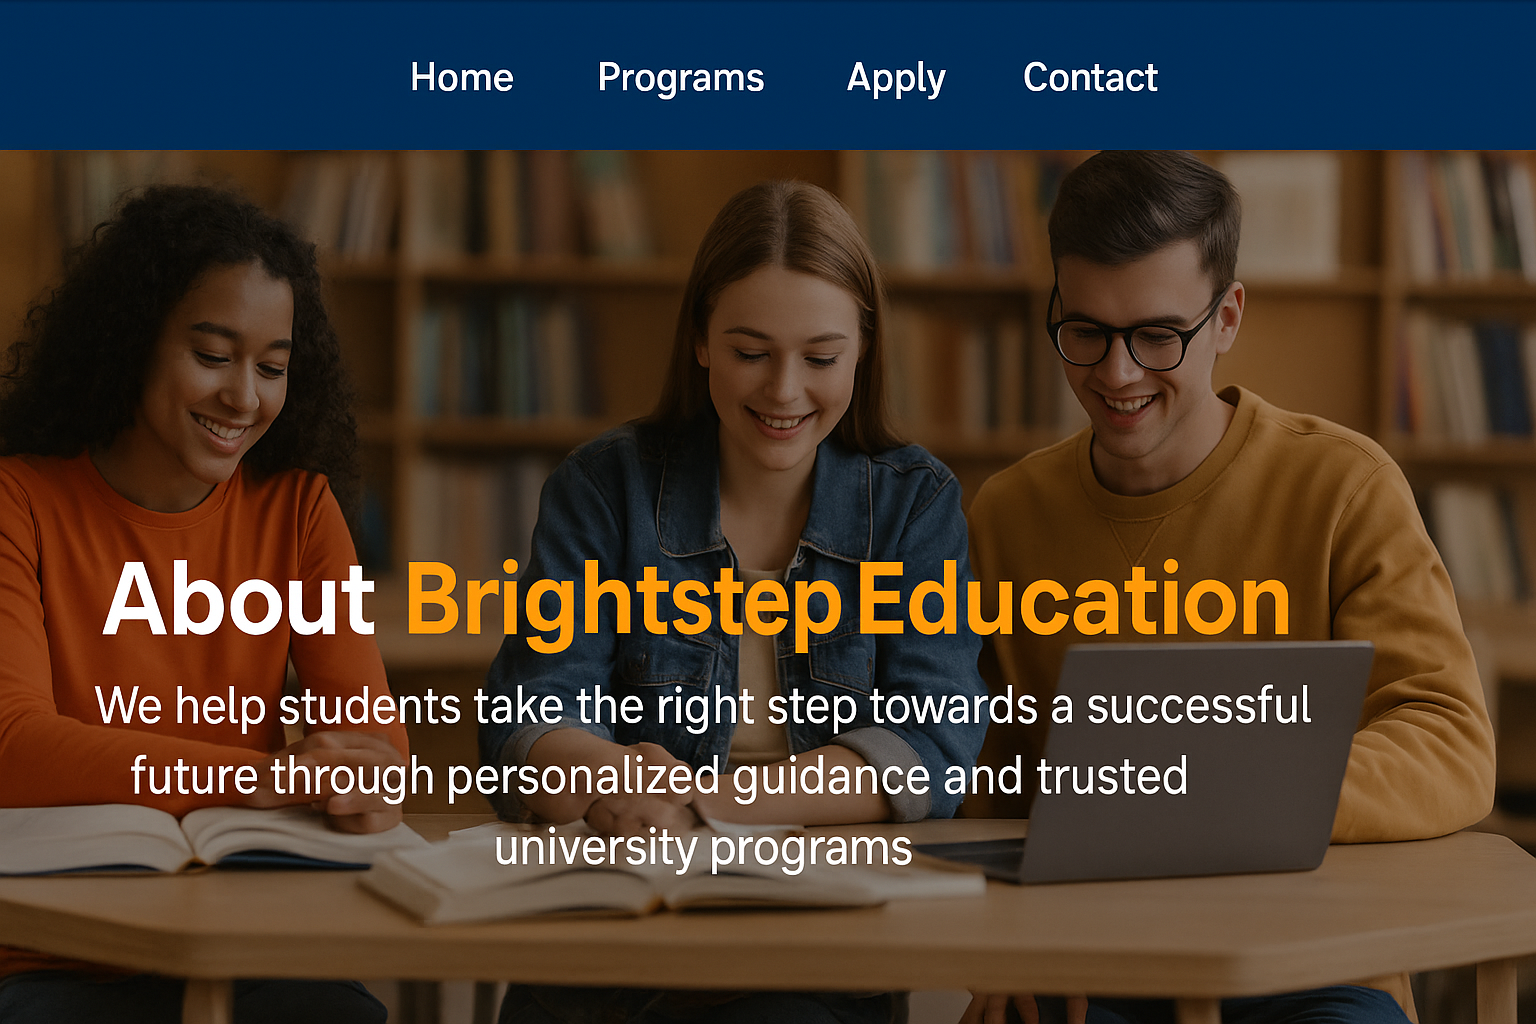 Home Programs Apply Contact
About Brightstep Education
We help students take the right step towards a successful
future through personalized guidance and trusted
university programs